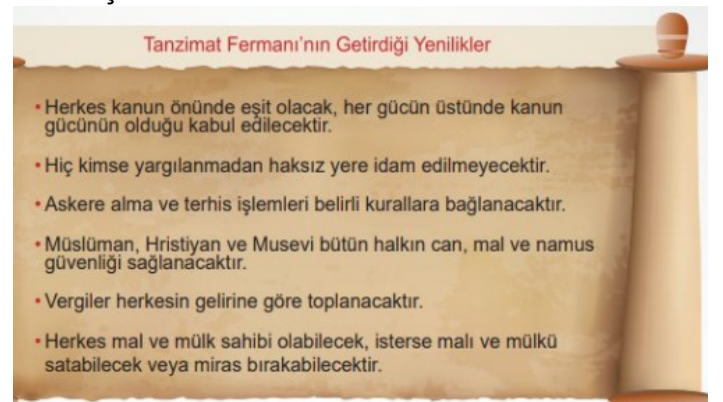 Tanzimat Fermanı'nın Getirdiği Yenilikler
• Herkes kanun önünde eşit olacak, her gücün üstünde kanun
gücünün olduğu kabul edilecektir.
• Hiç kimse yargılanmadan haksız yere idam edilmeyecektir.
• Askere alma ve terhis işlemleri belirli kurallara bağlanacaktır.
• Müslüman, Hristiyan ve Musevi bütün halkın can, mal ve namus
güvenliği sağlanacaktır.
• Vergiler herkesin gelirine göre toplanacaktır.
• Herkes mal ve mülk sahibi olabilecek, isterse malı ve mülkü
satabilecek veya miras bırakabilecektir.